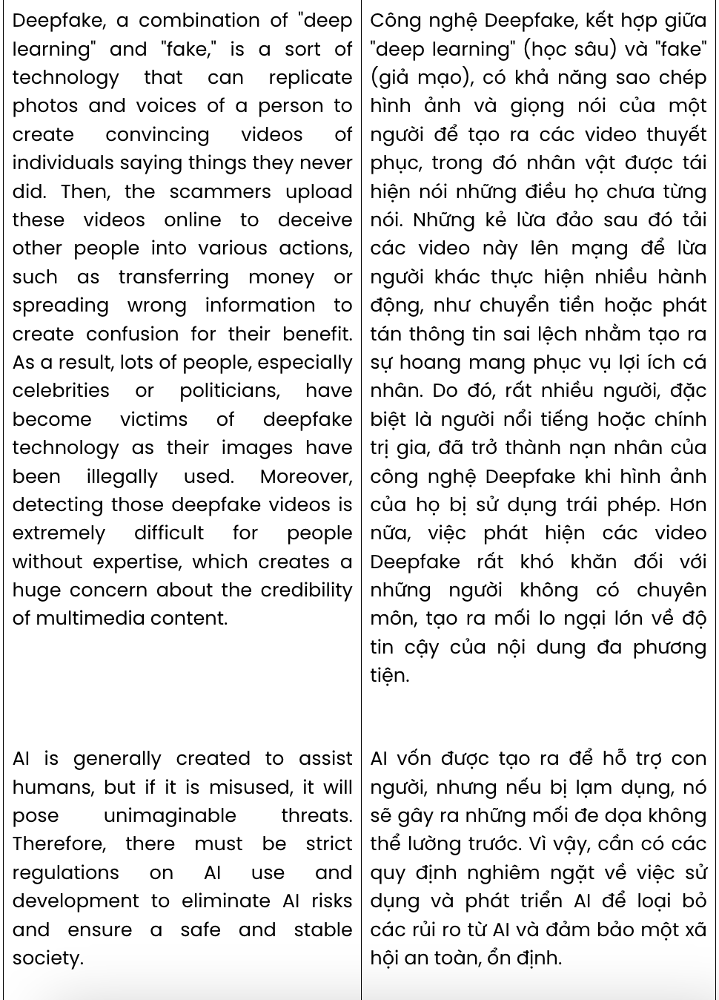 Deepfake, a combination of "deep
learning" and "fake," is a sort of
technology that can replicate
photos and voices of a person to
create convincing videos of
individuals saying things they never
did. Then, the scammers upload
these videos online to deceive
other people into various actions,
such as transferring money or
spreading wrong information to
create confusion for their benefit.
As a result, lots of people, especially
celebrities or politicians, have
become victims of deepfake
technology as their images have
been illegally used. Moreover,
detecting those deepfake videos is
extremely difficult for people
without expertise, which creates a
huge concern about the credibility
of multimedia content.
Công nghệ Deepfake, kết hợp giữa
"deep learning" (học sâu) và "fake"
(giả mạo), có khả năng sao chép
hình ảnh và giọng nói của một
người để tạo ra các video thuyết
phục, trong đó nhân vật được tái
hiện nói những điều họ chưa từng
nói. Những kẻ lừa đảo sau đó tải
các video này lên mạng để lừa
người khác thực hiện nhiều hành
động, như chuyển tiền hoặc phát
tán thông tin sai lệch nhằm tạo ra
sự hoang mang phục vụ lợi ích cá
nhân. Do đó, rất nhiều người, đặc
biệt là người nổi tiếng hoặc chính
trị gia, đã trở thành nạn nhân của
công nghệ Deepfake khi hình ảnh
của họ bị sử dụng trái phép. Hơn
nữa, việc phát hiện các video
Deepfake rất khó khăn đối với
những người không có chuyên
môn, tạo ra mối lo ngại lớn về độ
tin cậy của nội dung đa phương
tiện.
AI is generally created to assist
humans, but if it is misused, it will
pose unimaginable threats.
Therefore, there must be strict
regulations on AI use and
development to eliminate AI risks
and ensure a safe and stable
society.
AI vốn được tạo ra để hỗ trợ con
người, nhưng nếu bị lạm dụng, nó
sẽ gây ra những mối đe dọa không
thể lường trước. Vì vậy, cần có các
quy định nghiêm ngặt về việc sử
dụng và phát triển AI để loại bỏ
các rủi ro từ AI và đảm bảo một xã
hội an toàn, ổn định.